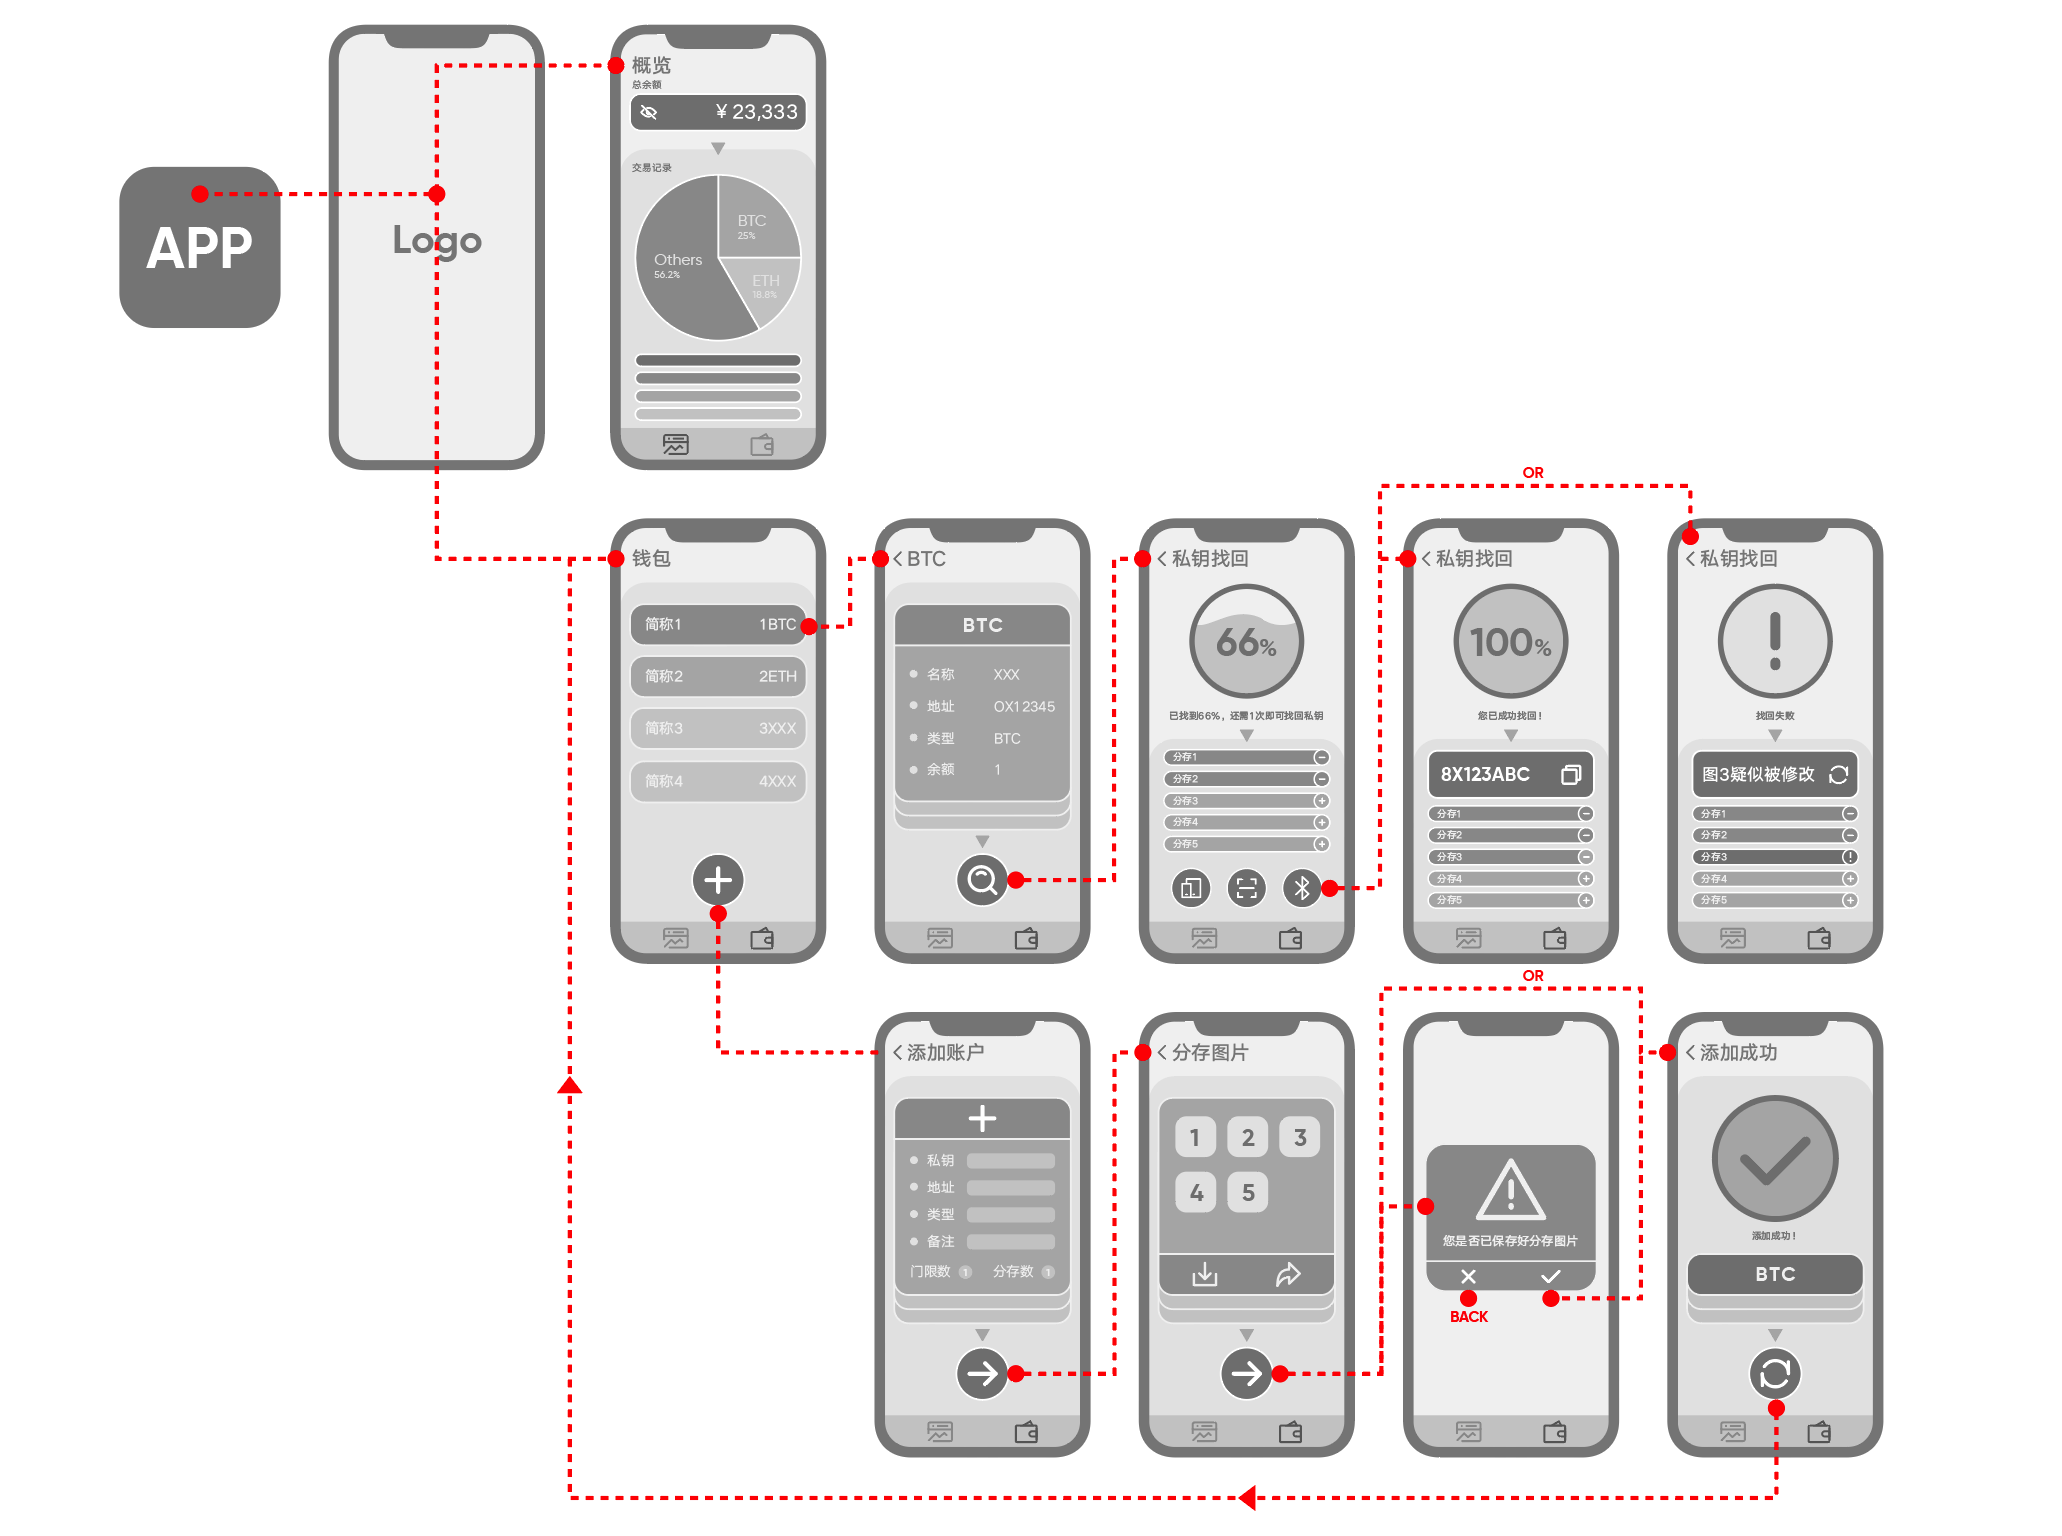 APP
Logo
概览
总余额
¥ 23,333
交易记录
BTC
25%
Others
56.2%
ETH
18.8%
OR
钱包
简称1 1BTC
简称2 2ETH
简称3 3XXX
简称4 4XXX
BTC
BTC
名称 XXX
地址 OX12345
类型 BTC
余额 1
私钥找回
66%
已找到66%，还需1次即可找回私钥
分存1
分存2
分存3
分存4
分存5
私钥找回
100%
您已成功找回！
8X123ABC
分存1
分存2
分存3
分存4
分存5
私钥找回
找回失败
图3疑似被修改
分存1
分存2
分存3
分存4
分存5
OR
添加账户
私钥
地址
类型
备注
门限数 1 分存数 1
分存图片
1 2 3
4 5
您是否已保存好分存图片
BACK
添加成功
添加成功！
BTC